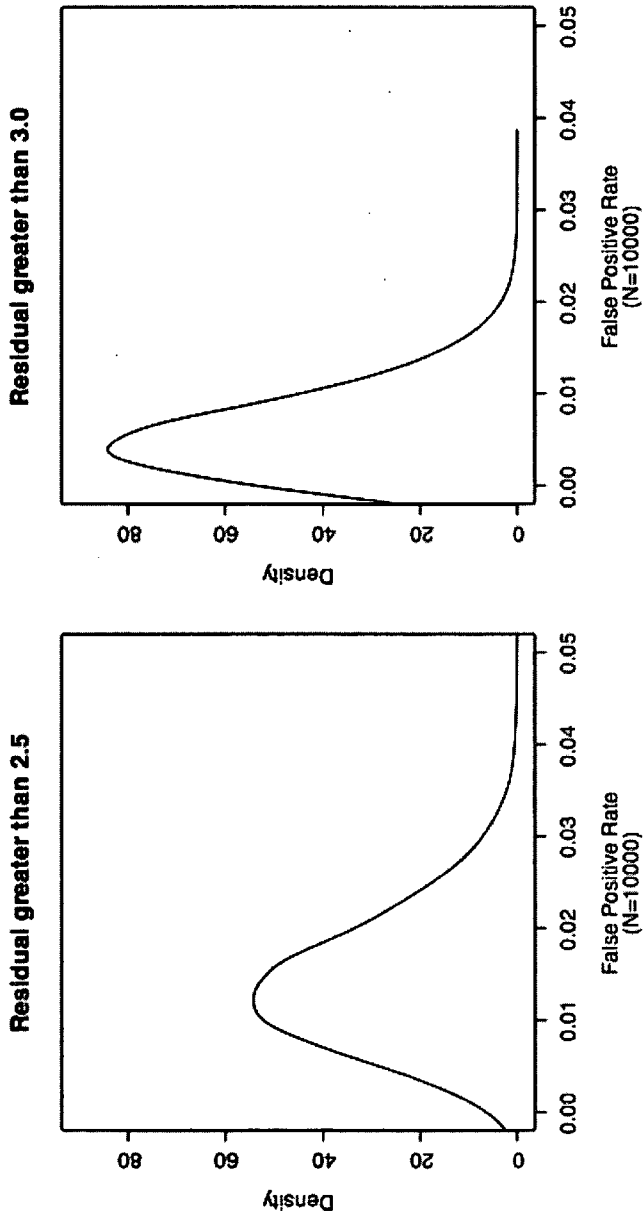 Residual greater than 2.5
Density
0
20
40
60
80
0.00
0.01
0.02
0.03
0.04
0.05
False Positive Rate
(N=10000)
Residual greater than 3.0
Density
0
20
40
60
80
0.00
0.01
0.02
0.03
0.04
0.05
False Positive Rate
(N=10000)